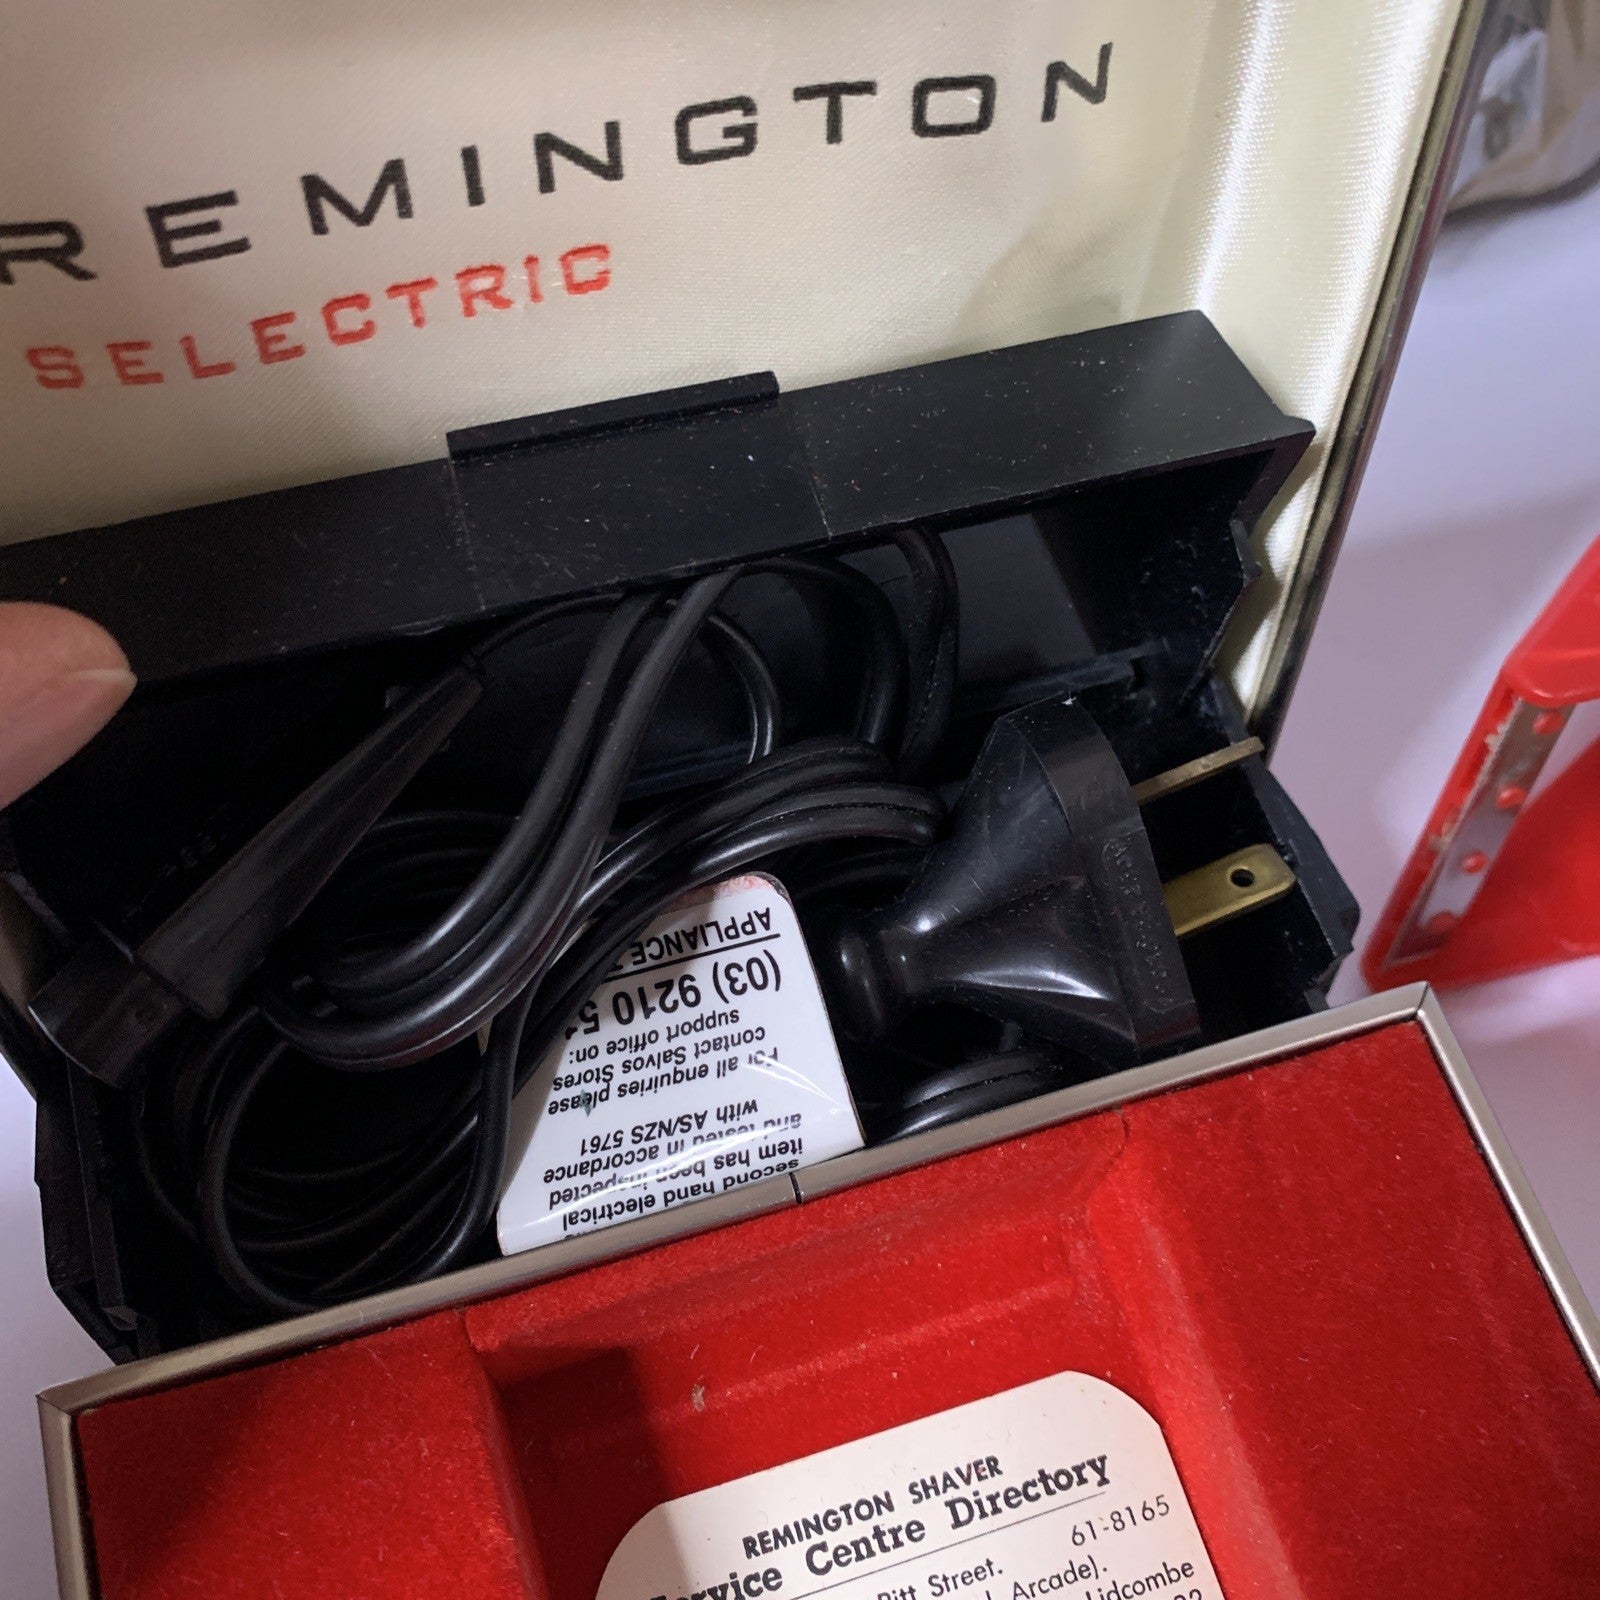 REMINGTON
SELECTRIC
second hand electrical
item has been inspected
and tested in accordance
with AS/NZS 5761
For all enquiries please
contact Salvos Stores
support office on:
(03) 9210
APPLIANCE
REMINGTON SHAVER
Service Centre Directory
Pitt Street. 61-8165
Arcade).
Lidcombe